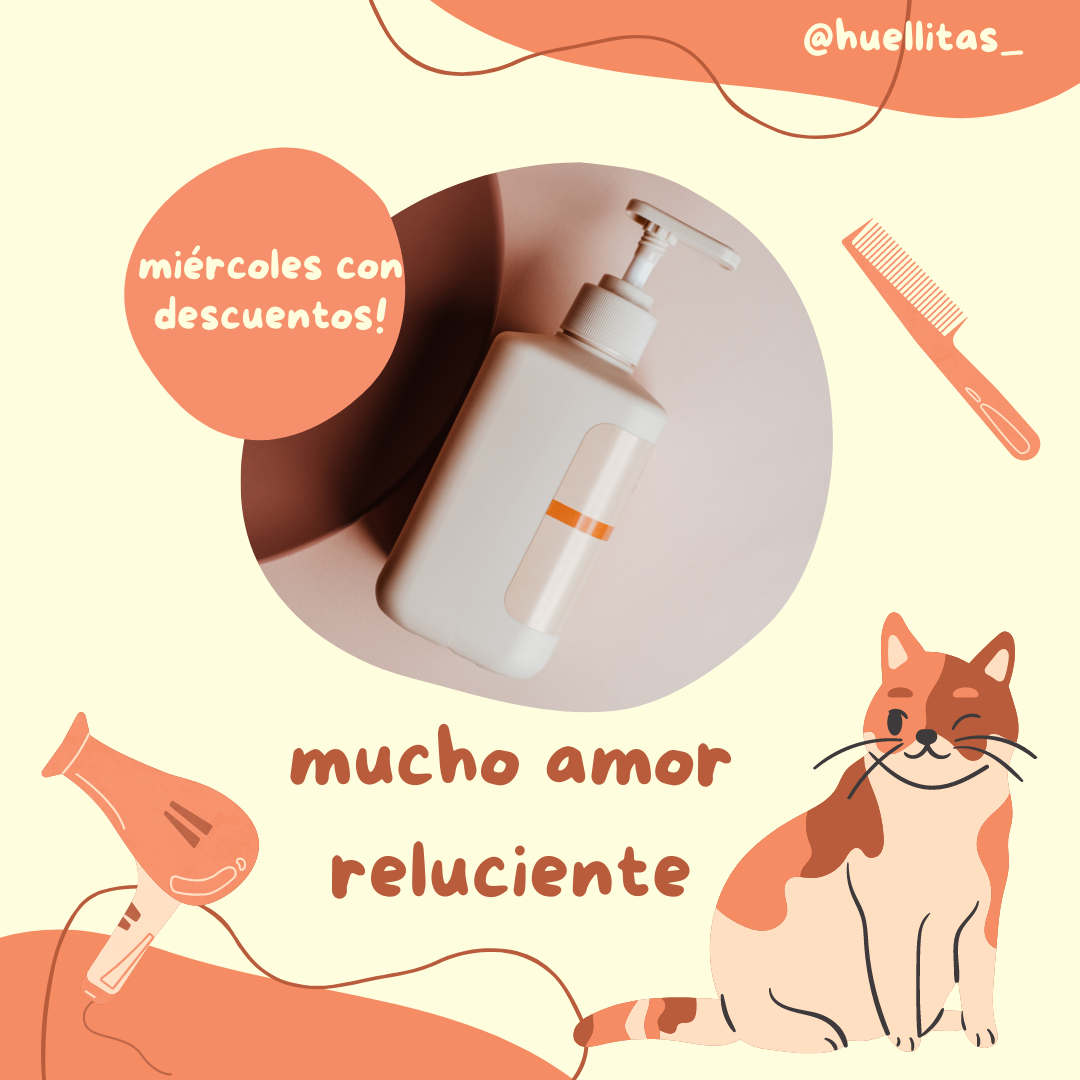 @huellitas_
miércoles con
descuentos!
mucho amor
reluciente